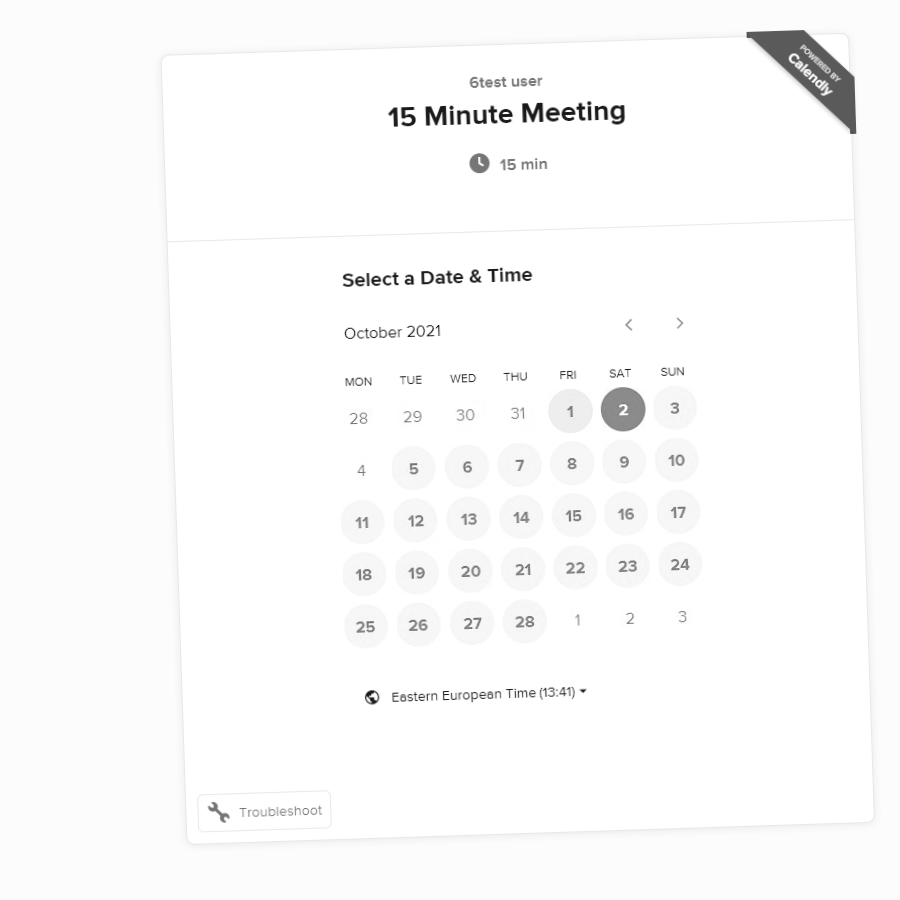 POWERED BY
Calendly
6test user
15 Minute Meeting
15 min
Select a Date & Time
October 2021
MON TUE WED THU FRI SAT SUN
28 29 30 31 1 2 3
4 5 6 7 8 9 10
11 12 13 14 15 16 17
18 19 20 21 22 23 24
25 26 27 28 1 2 3
Eastern European Time (13:41)
Troubleshoot